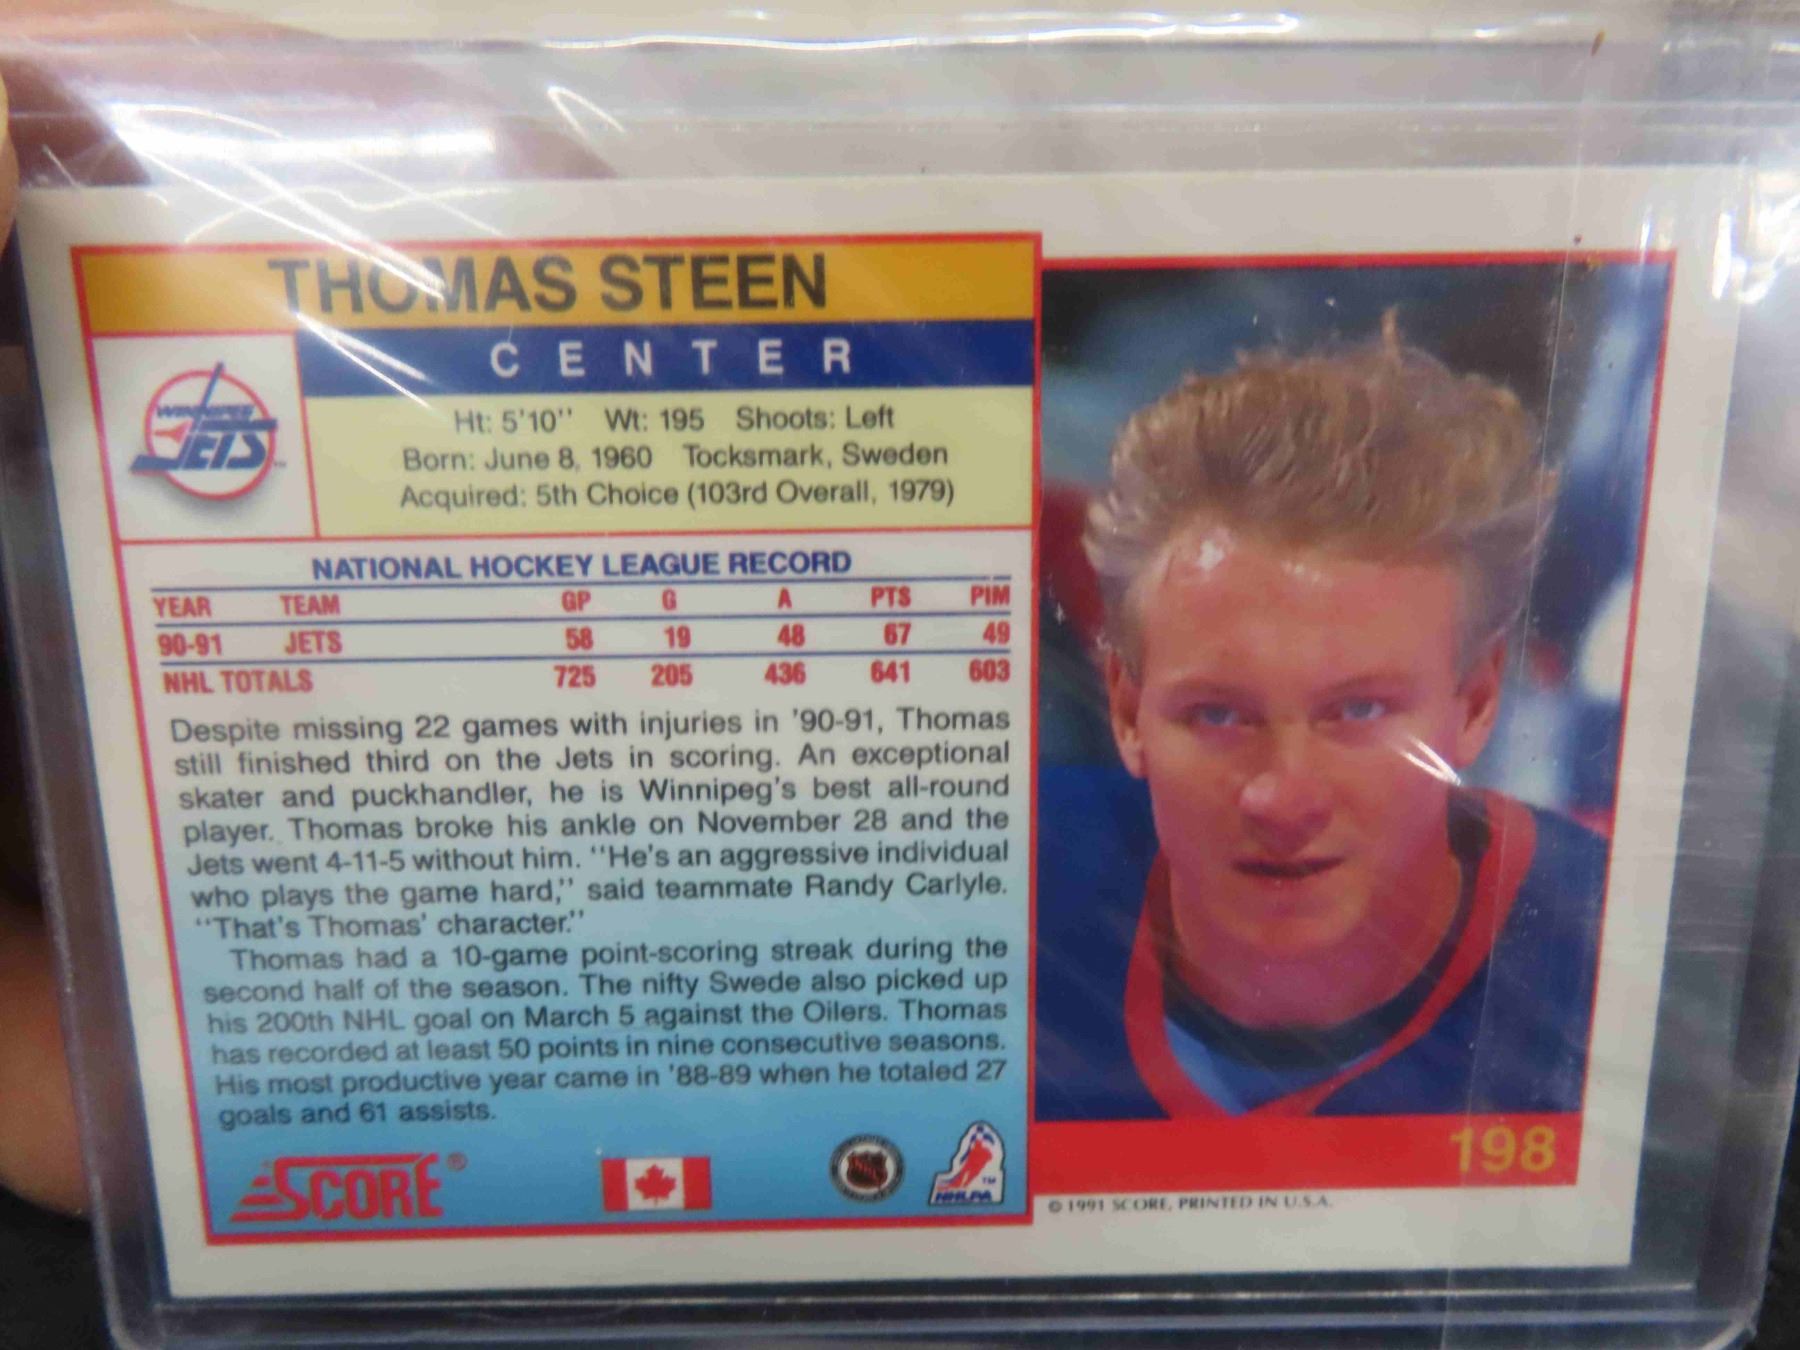 THOMAS STEEN
CENTER
WINNIPEG
JETS
Ht: 5'10'' Wt: 195 Shoots: Left
Born: June 8, 1960 Tocksmark, Sweden
Acquired: 5th Choice (103rd Overall, 1979)
NATIONAL HOCKEY LEAGUE RECORD
YEAR TEAM GP G A PTS PIM
90-91 JETS 58 19 48 67 49
NHL TOTALS 725 205 436 641 603
Despite missing 22 games with injuries in '90-91, Thomas
still finished third on the Jets in scoring. An exceptional
skater and puckhandler, he is Winnipeg's best all-round
player. Thomas broke his ankle on November 28 and the
Jets went 4-11-5 without him. ''He's an aggressive individual
who plays the game hard,'' said teammate Randy Carlyle.
''That's Thomas' character.''
Thomas had a 10-game point-scoring streak during the
second half of the season. The nifty Swede also picked up
his 200th NHL goal on March 5 against the Oilers. Thomas
has recorded at least 50 points in nine consecutive seasons.
His most productive year came in '88-89 when he totaled 27
goals and 61 assists.
SCORE®
NHLPA
TM
198
© 1991 SCORE, PRINTED IN U.S.A.